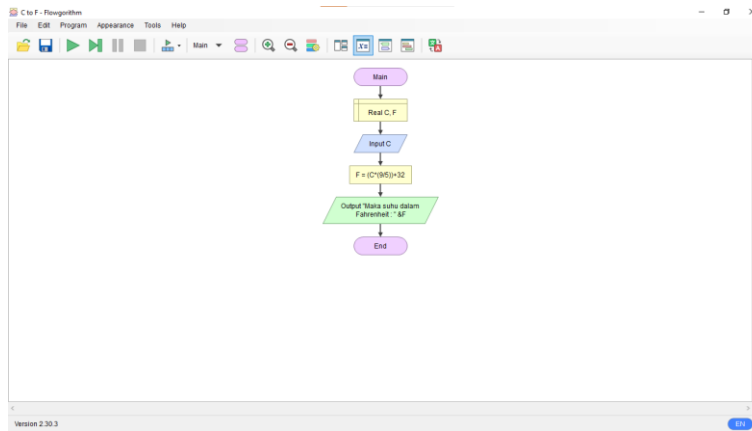 C to F - Flowgorithm
File Edit Program Appearance Tools Help
Main
Main
Real C, F
Input C
F = (C*(9/5))+32
Output "Maka suhu dalam
Fahrenheit : " &F
End
Version 2.30.3
EN